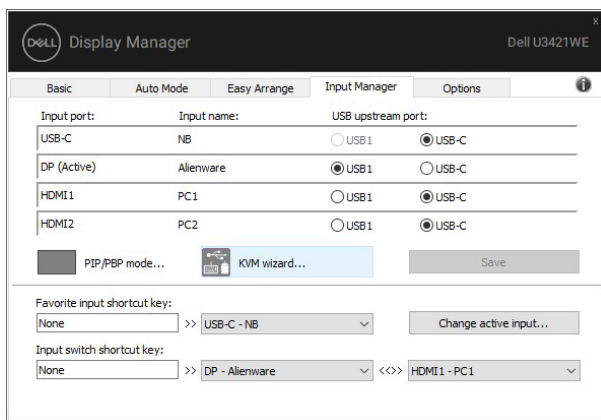 x
DELL Display Manager Dell U3421WE
Basic Auto Mode Easy Arrange Input Manager Options i
Input port: Input name: USB upstream port:
USB-C NB USB1 USB-C
DP (Active) Alienware USB1 USB-C
HDMI1 PC1 USB1 USB-C
HDMI2 PC2 USB1 USB-C
PIP/PBP mode... KVM wizard... Save
Favorite input shortcut key:
None >> USB-C - NB Change active input...
Input switch shortcut key:
None >> DP - Alienware <<>> HDMI1 - PC1